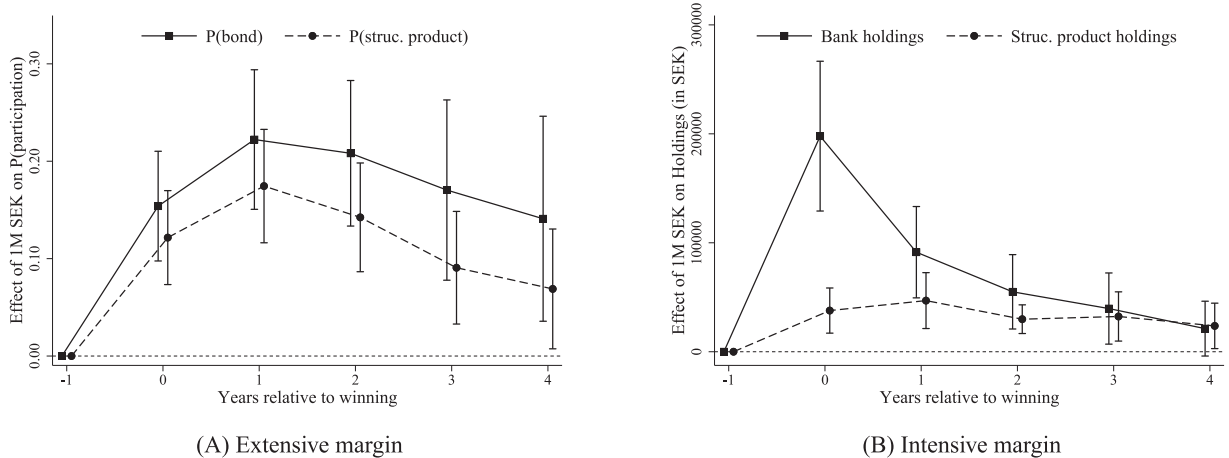 P(bond) P(struc. product)
Effect of 1M SEK on P(participation)
0.30
0.20
0.10
0.00
-1 0 1 2 3 4
Years relative to winning
(A) Extensive margin
Bank holdings Struc. product holdings
Effect of 1M SEK on Holdings (in SEK)
300000
200000
100000
0
-1 0 1 2 3 4
Years relative to winning
(B) Intensive margin